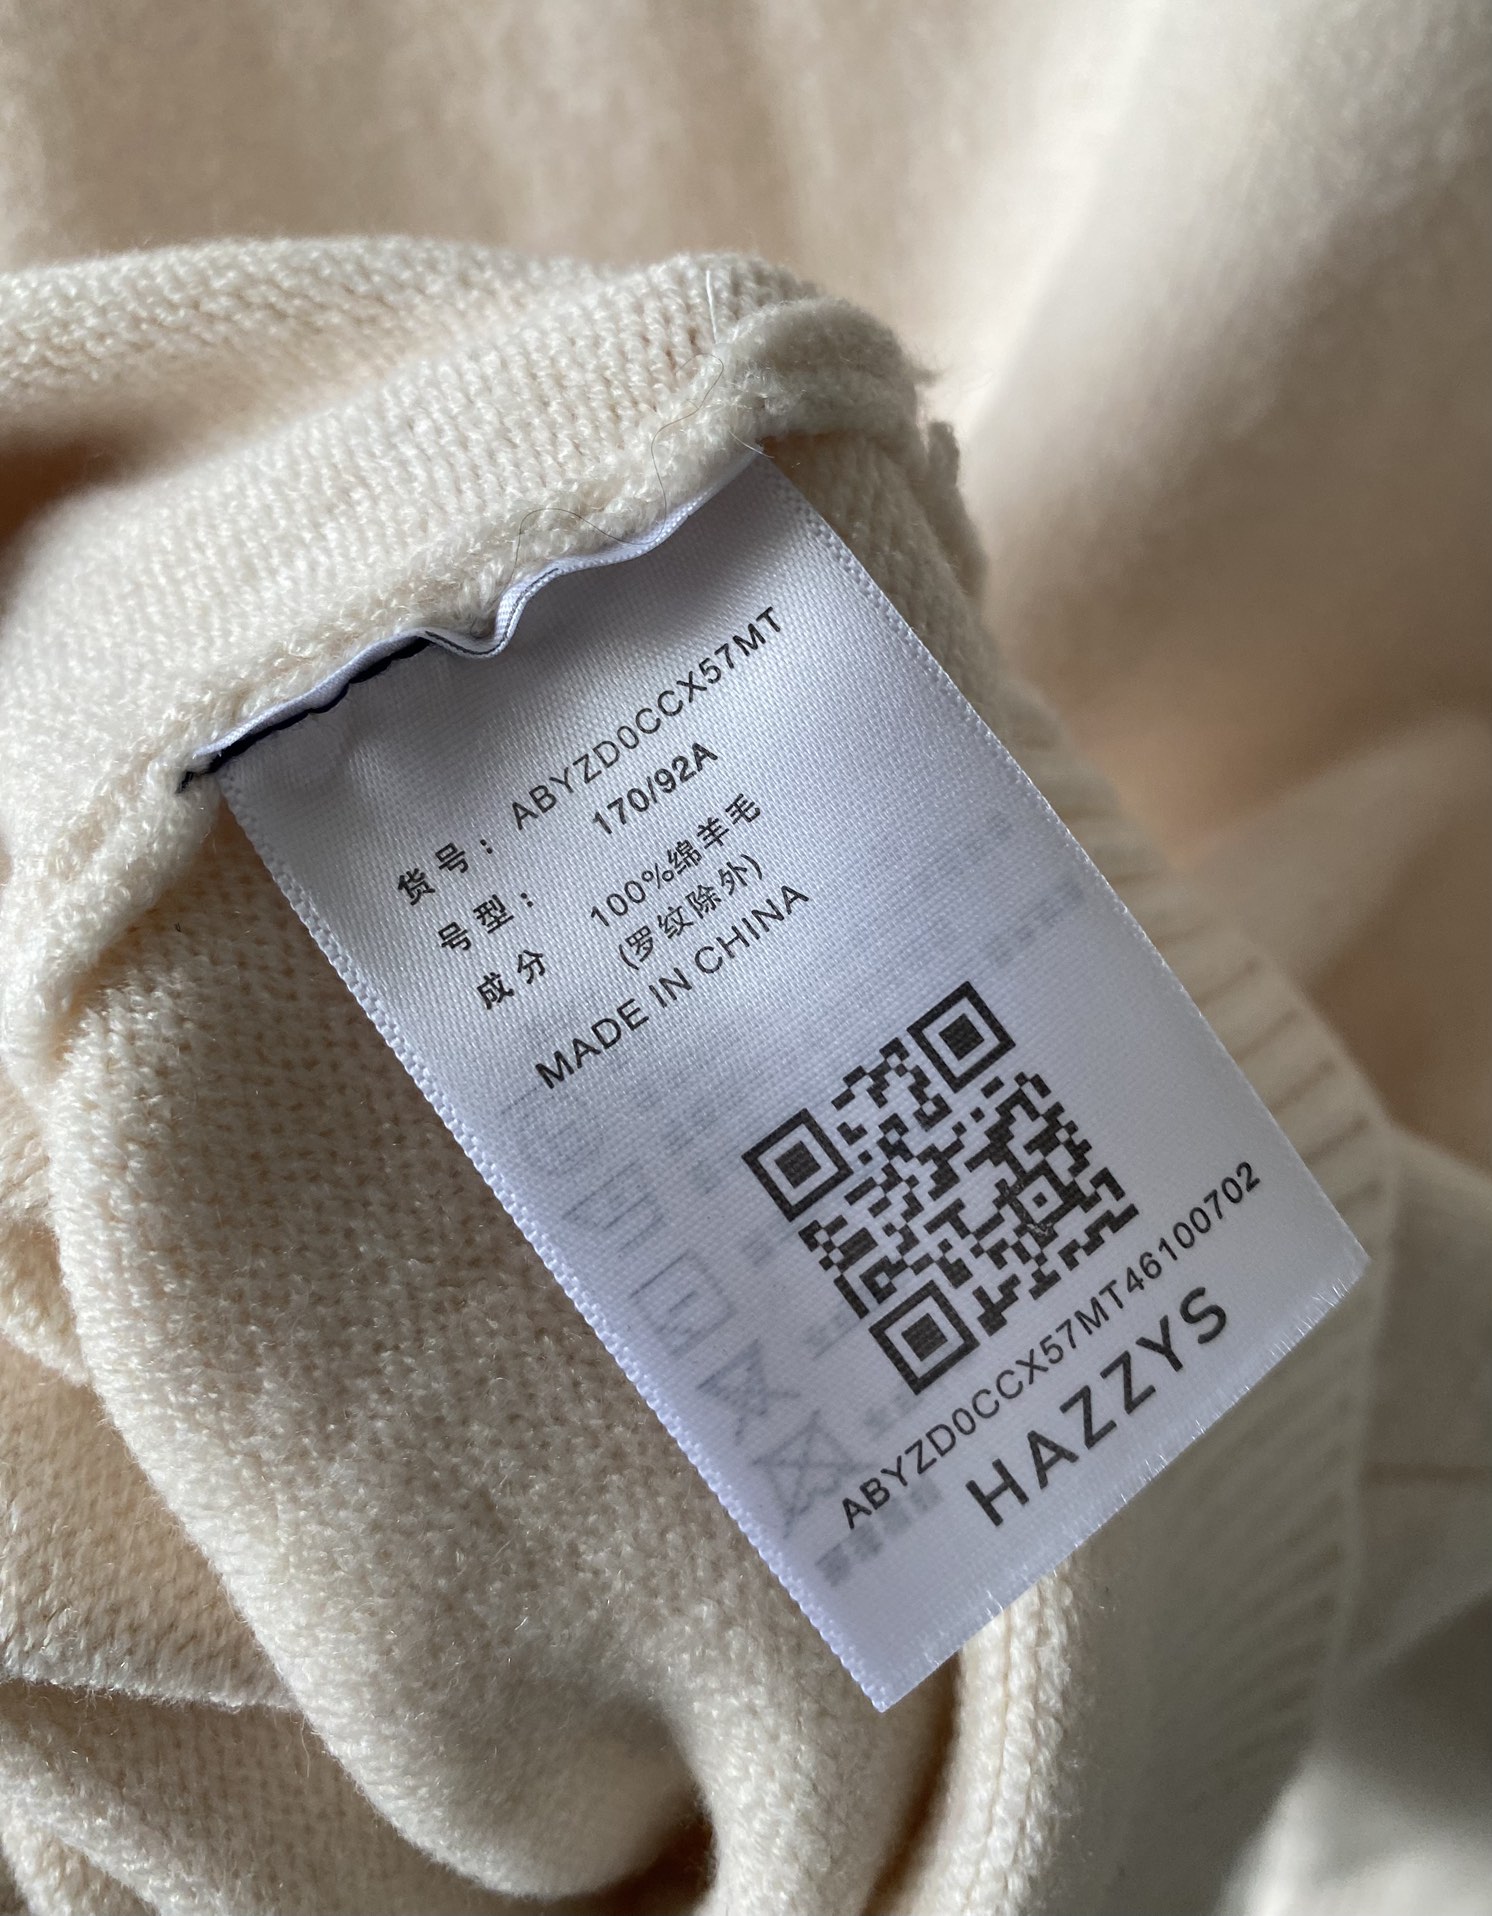 货号： ABYZD0CCX57MT
号型： 170/92A
成分 100%绵羊毛
(罗纹除外)
MADE IN CHINA
ABYZD0CCX57MT46100702
HAZZYS